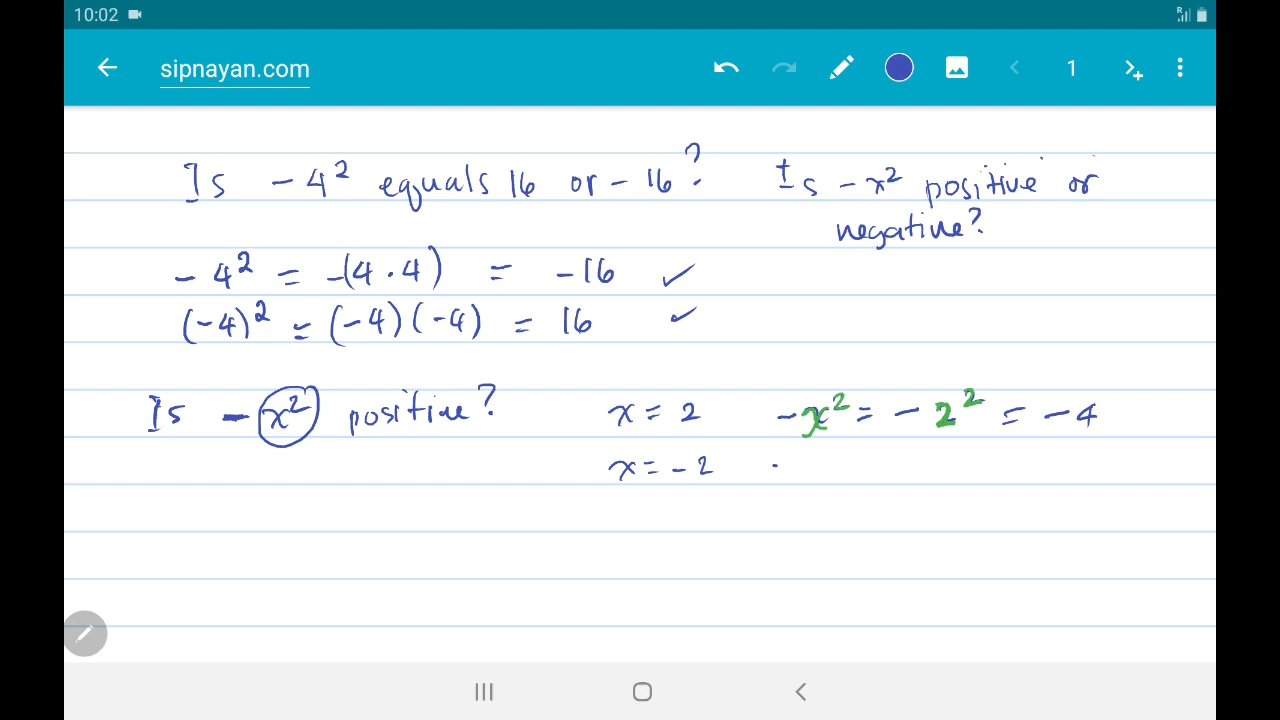 10:02
sipnayan.com
1
Is -4² equals 16 or -16?
Is -x² positive or
negative?
-4² = -(4·4) = -16 ✓
(-4)² = (-4)(-4) = 16 ✓
Is -x² positive? x = 2 -x² = -2² = -4
x = -2 -